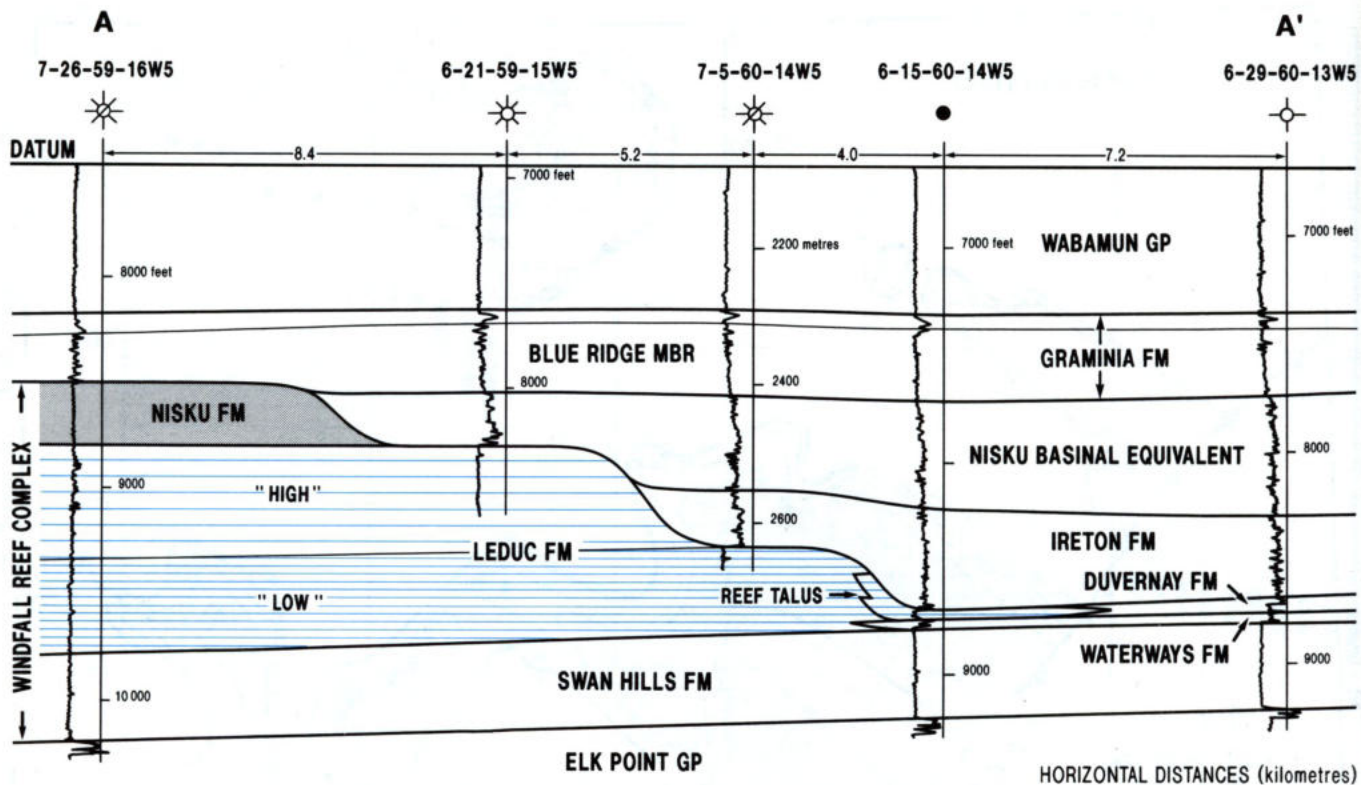 A A'
7-26-59-16W5 6-21-59-15W5 7-5-60-14W5 6-15-60-14W5 6-29-60-13W5
DATUM 8.4 5.2 4.0 7.2
7000 feet
7000 feet
2200 metres 7000 feet WABAMUN GP
8000 feet
BLUE RIDGE MBR GRAMINIA FM
8000 2400
NISKU FM
NISKU BASINAL EQUIVALENT 8000
9000 "HIGH"
2600
LEDUC FM IRETON FM
DUVERNAY FM
"LOW" REEF TALUS
WATERWAYS FM
WINDFALL REEF COMPLEX
SWAN HILLS FM 9000 9000
10 000
ELK POINT GP
HORIZONTAL DISTANCES (kilometres)